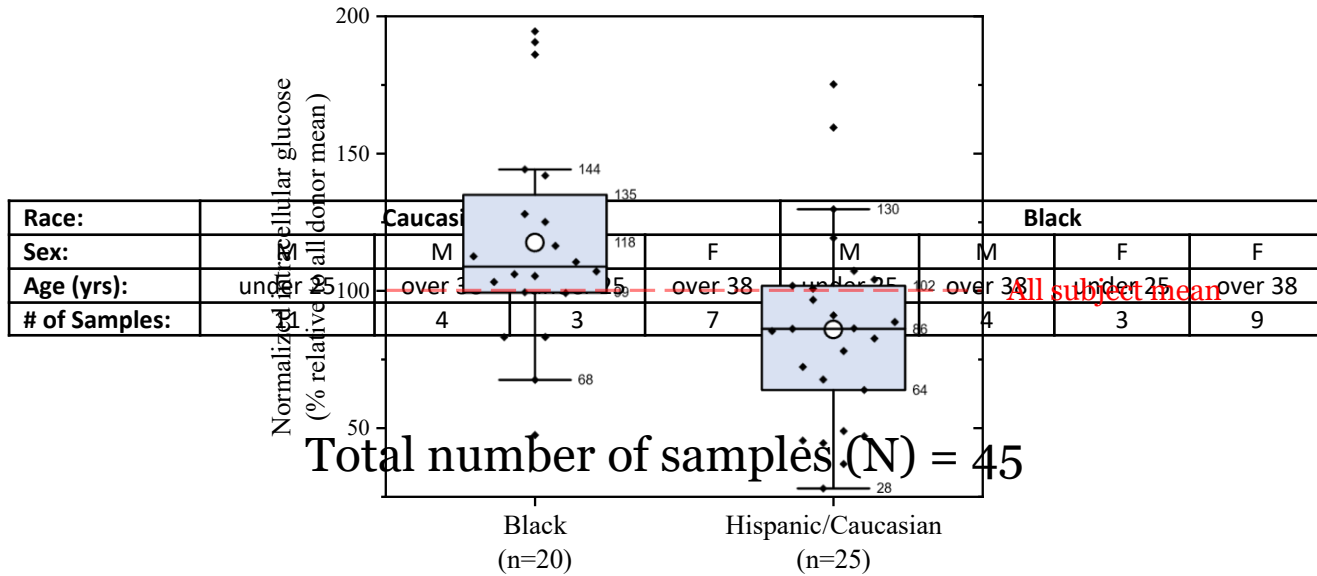 200
150
100
50
Normalized intracellular glucose
(% relative to all donor mean)
144
135
118
99
68
130
102
86
64
28
All subject mean
Race: Black
Sex: M M F M M F F
Age (yrs): under 25 over 38 under 25 over 38 under 25 over 38
# of Samples: 11 4 3 7 4 3 9
Total number of samples (N) = 45
Black Hispanic/Caucasian
(n=20) (n=25)